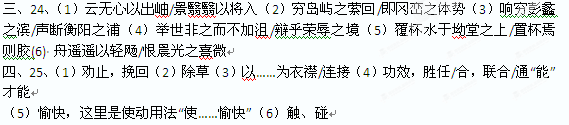 三、24、（1）云无心以出岫/景翳翳以将入（2）穷岛屿之萦回/即冈峦之体势（3）响穷彭蠡
之滨/声断衡阳之浦（4）举世非之而不加沮/辩乎荣辱之境（5）覆杯水于坳堂之上/置杯焉
则胶(6) 舟遥遥以轻飏/恨晨光之熹微
四、25、（1）劝止，挽回（2）除草（3）以……为衣襟/连接（4）功效，胜任/合，联合/通“能”
才能
（5）愉快，这里是使动用法“使……愉快”（6）触、碰